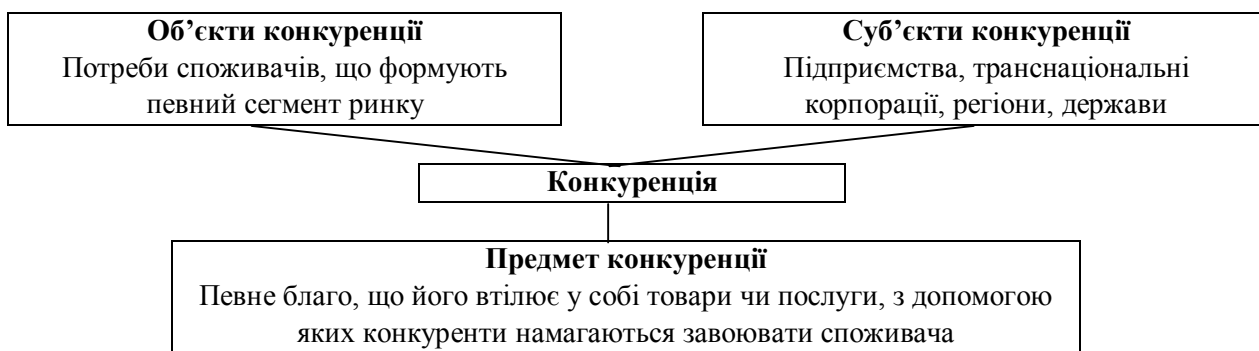 Об’єкти конкуренції
Потреби споживачів, що формують
певний сегмент ринку
Суб’єкти конкуренції
Підприємства, транснаціональні
корпорації, регіони, держави
Конкуренція
Предмет конкуренції
Певне благо, що його втілює у собі товари чи послуги, з допомогою
яких конкуренти намагаються завоювати споживача